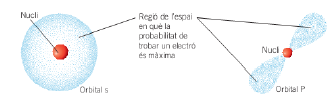 Nucli
Regió de l'espai
en què la
probabilitat de
trobar un electró
és màxima
Nucli
Orbital s
Orbital P